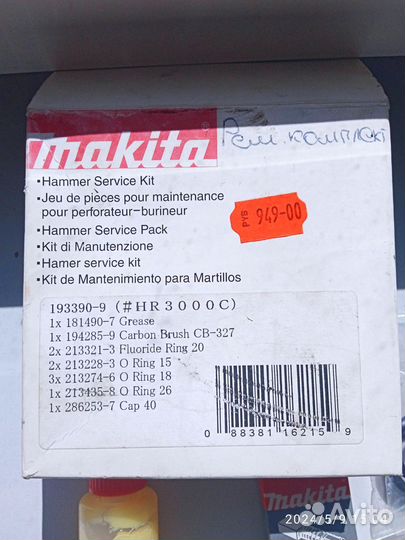 makita
Рем. комплект
•Hammer Service Kit
•Jeu de pièces pour maintenance
pour perforateur–burineur
•Hammer Service Pack
•Kit di Manutenzione
•Hamer service kit
•Kit de Mantenimiento para Martillos
РУБ 949-00
193390-9 (#HR3000C)
1x 181490-7 Grease
1x 194285-9 Carbon Brush CB-327
2x 213321-3 Fluoride Ring 20
2x 213228-3 O Ring 15
3x 213274-6 O Ring 18
1x 213435-8 O Ring 26
1x 286253-7 Cap 40
0 88381 16215 9
makita
Avito